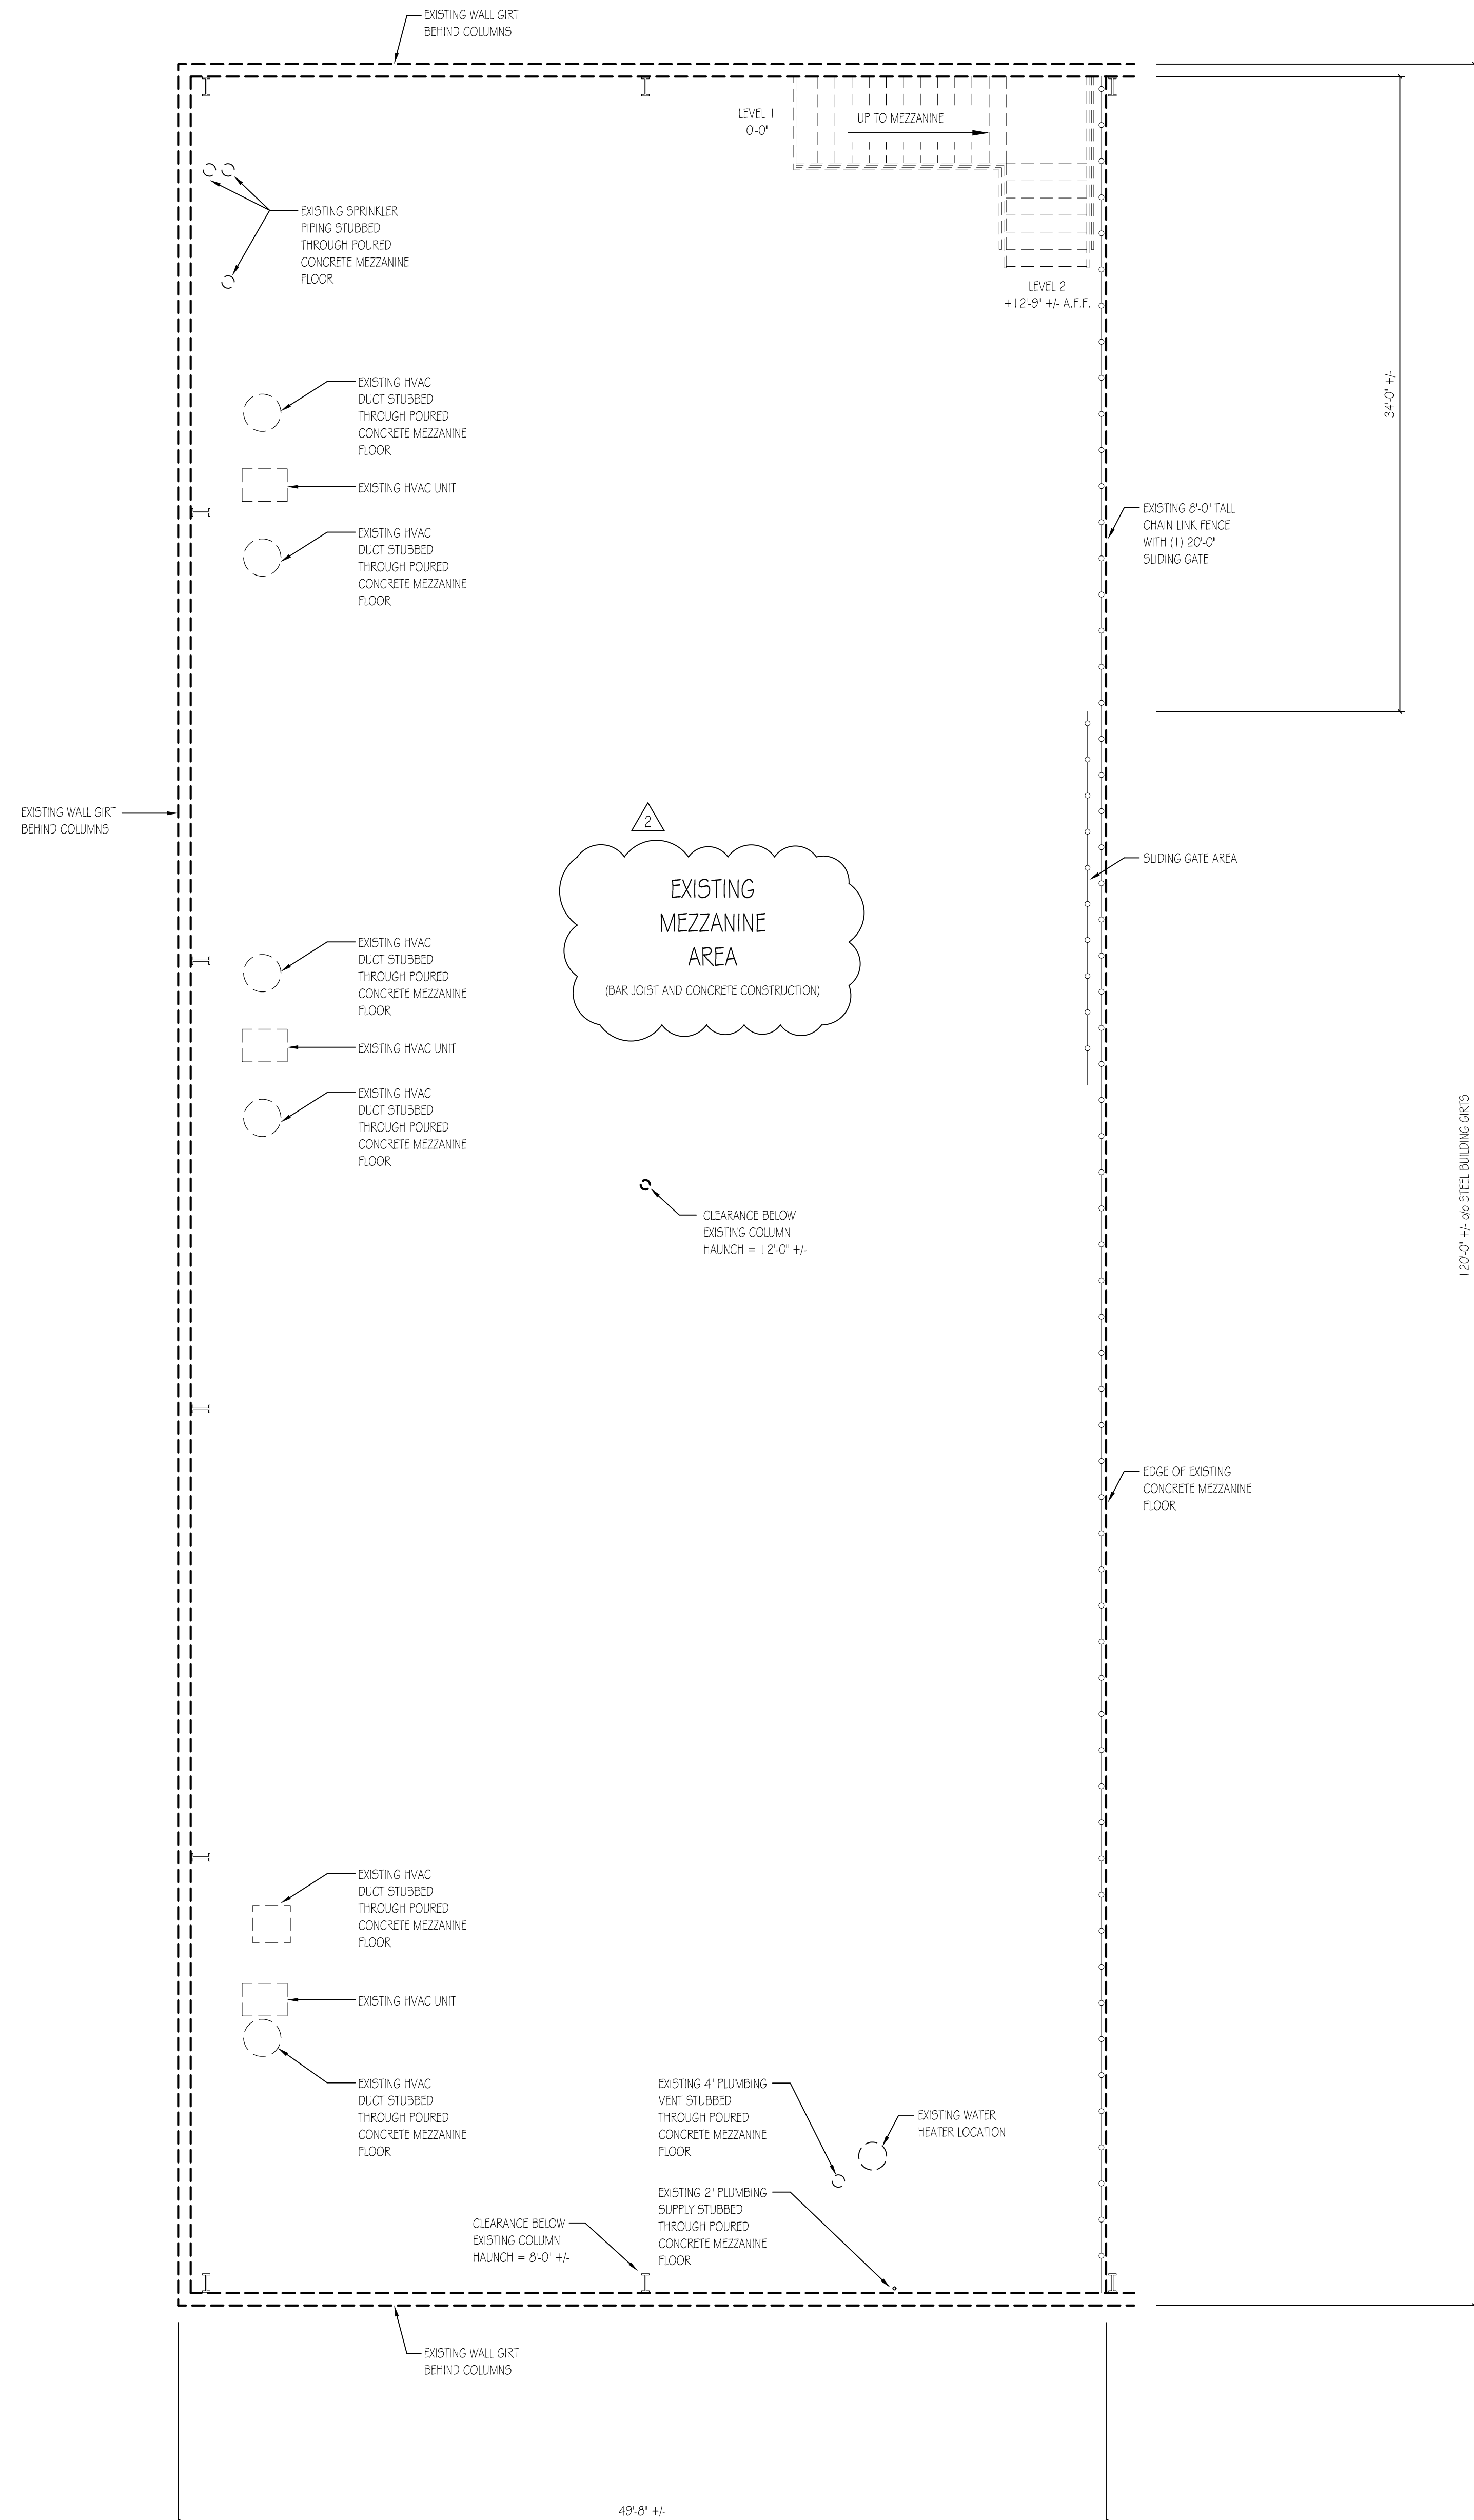 EXISTING WALL GIRT
BEHIND COLUMNS
LEVEL 1
0'-0"
UP TO MEZZANINE
EXISTING SPRINKLER
PIPING STUBBED
THROUGH POURED
CONCRETE MEZZANINE
FLOOR
LEVEL 2
+12'-9" +/- A.F.F.
34'-0" +/-
EXISTING HVAC
DUCT STUBBED
THROUGH POURED
CONCRETE MEZZANINE
FLOOR
EXISTING HVAC UNIT
EXISTING HVAC
DUCT STUBBED
THROUGH POURED
CONCRETE MEZZANINE
FLOOR
EXISTING 8'-0" TALL
CHAIN LINK FENCE
WITH (1) 20'-0"
SLIDING GATE
EXISTING WALL GIRT
BEHIND COLUMNS
2
EXISTING
MEZZANINE
AREA
(BAR JOIST AND CONCRETE CONSTRUCTION)
SLIDING GATE AREA
EXISTING HVAC
DUCT STUBBED
THROUGH POURED
CONCRETE MEZZANINE
FLOOR
EXISTING HVAC UNIT
EXISTING HVAC
DUCT STUBBED
THROUGH POURED
CONCRETE MEZZANINE
FLOOR
CLEARANCE BELOW
EXISTING COLUMN
HAUNCH = 12'-0" +/-
120'-0" +/- o/o STEEL BUILDING GIRTS
EDGE OF EXISTING
CONCRETE MEZZANINE
FLOOR
EXISTING HVAC
DUCT STUBBED
THROUGH POURED
CONCRETE MEZZANINE
FLOOR
EXISTING HVAC UNIT
EXISTING HVAC
DUCT STUBBED
THROUGH POURED
CONCRETE MEZZANINE
FLOOR
EXISTING 4" PLUMBING
VENT STUBBED
THROUGH POURED
CONCRETE MEZZANINE
FLOOR
EXISTING WATER
HEATER LOCATION
EXISTING 2" PLUMBING
SUPPLY STUBBED
THROUGH POURED
CONCRETE MEZZANINE
FLOOR
CLEARANCE BELOW
EXISTING COLUMN
HAUNCH = 8'-0" +/-
EXISTING WALL GIRT
BEHIND COLUMNS
49'-8" +/-